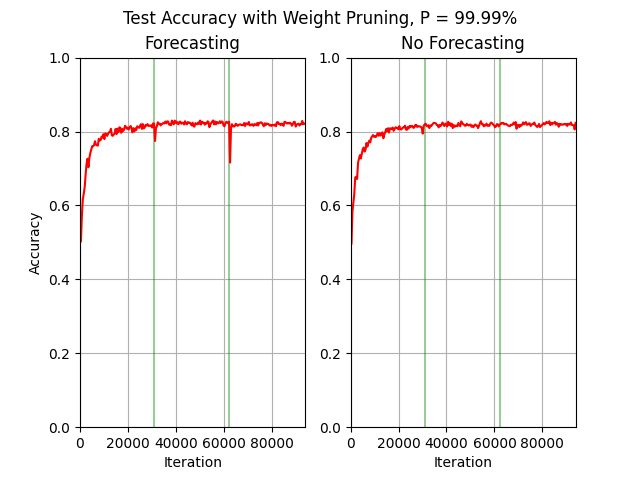 Test Accuracy with Weight Pruning, P = 99.99%
Forecasting
No Forecasting
1.0
0.8
0.6
0.4
0.2
0.0
Accuracy
0 20000 40000 60000 80000
Iteration
1.0
0.8
0.6
0.4
0.2
0.0
0 20000 40000 60000 80000
Iteration